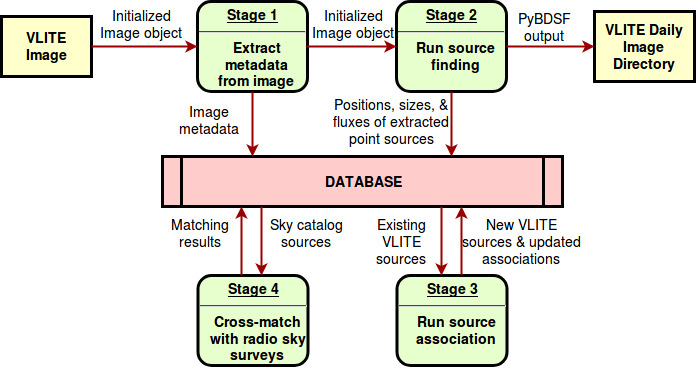 VLITE
Image
Initialized
Image object
Stage 1
Extract
metadata
from image
Initialized
Image object
Stage 2
Run source
finding
PyBDSF
output
VLITE Daily
Image
Directory
Image
metadata
Positions, sizes, &
fluxes of extracted
point sources
DATABASE
Matching
results
Sky catalog
sources
Existing
VLITE
sources
New VLITE
sources & updated
associations
Stage 4
Cross-match
with radio sky
surveys
Stage 3
Run source
association